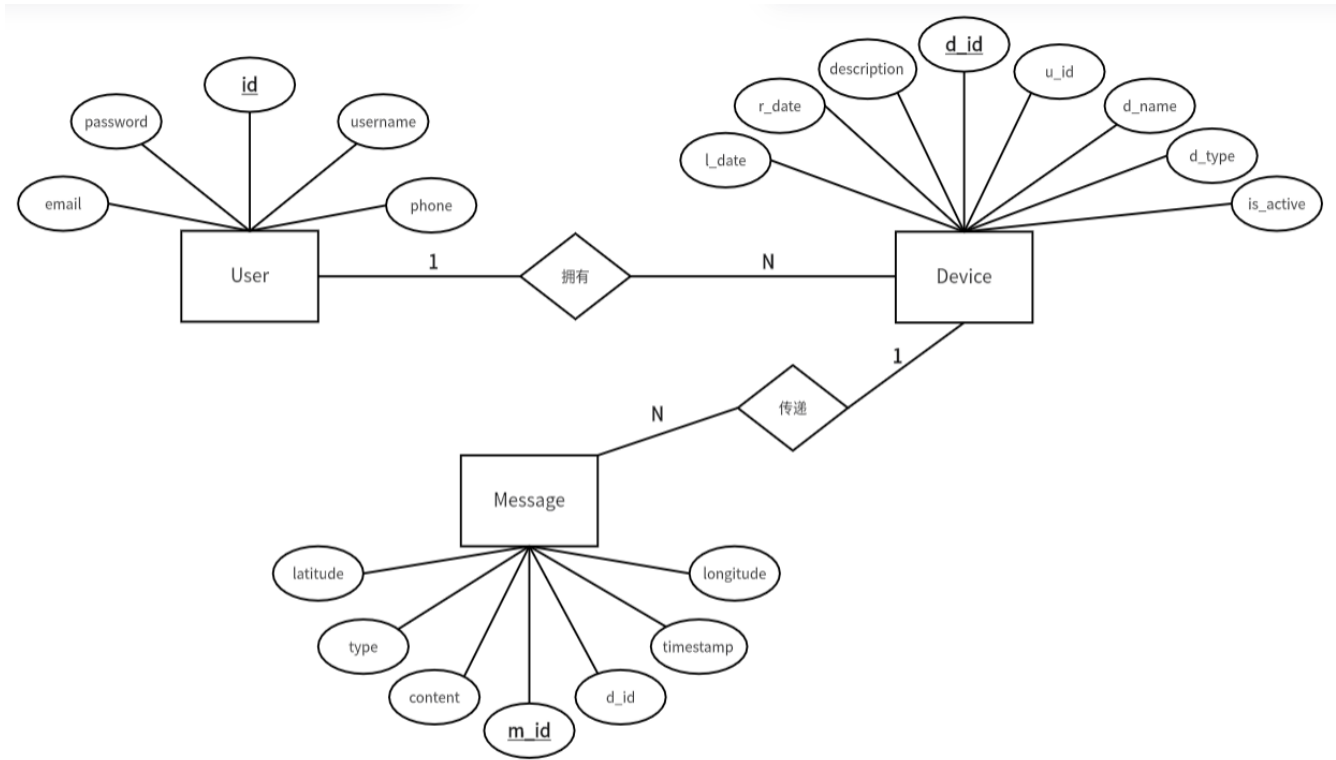 id
password
username
email
phone
User
1
拥有
N
d_id
description
u_id
r_date
d_name
l_date
d_type
is_active
Device
1
传递
N
Message
latitude
longitude
type
timestamp
content
d_id
m_id